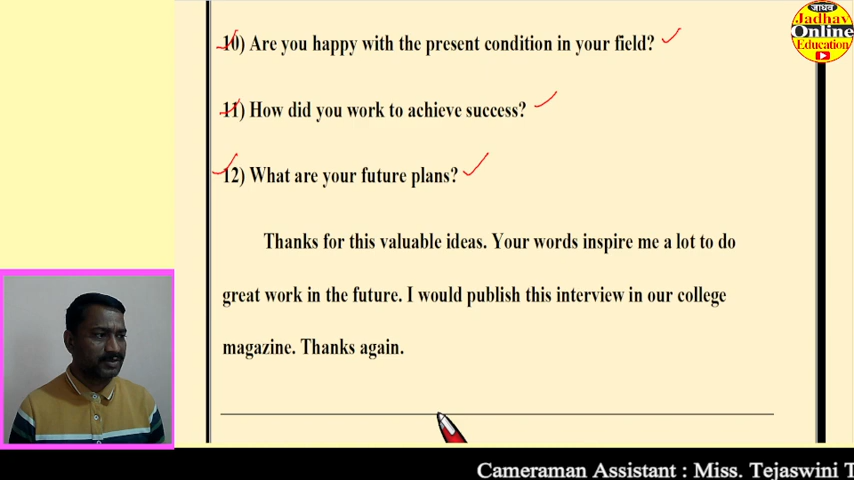 जाधव
Jadhav
Online
Education
10) Are you happy with the present condition in your field?
11) How did you work to achieve success?
12) What are your future plans?
Thanks for this valuable ideas. Your words inspire me a lot to do
great work in the future. I would publish this interview in our college
magazine. Thanks again.
Cameraman Assistant : Miss. Tejaswini T